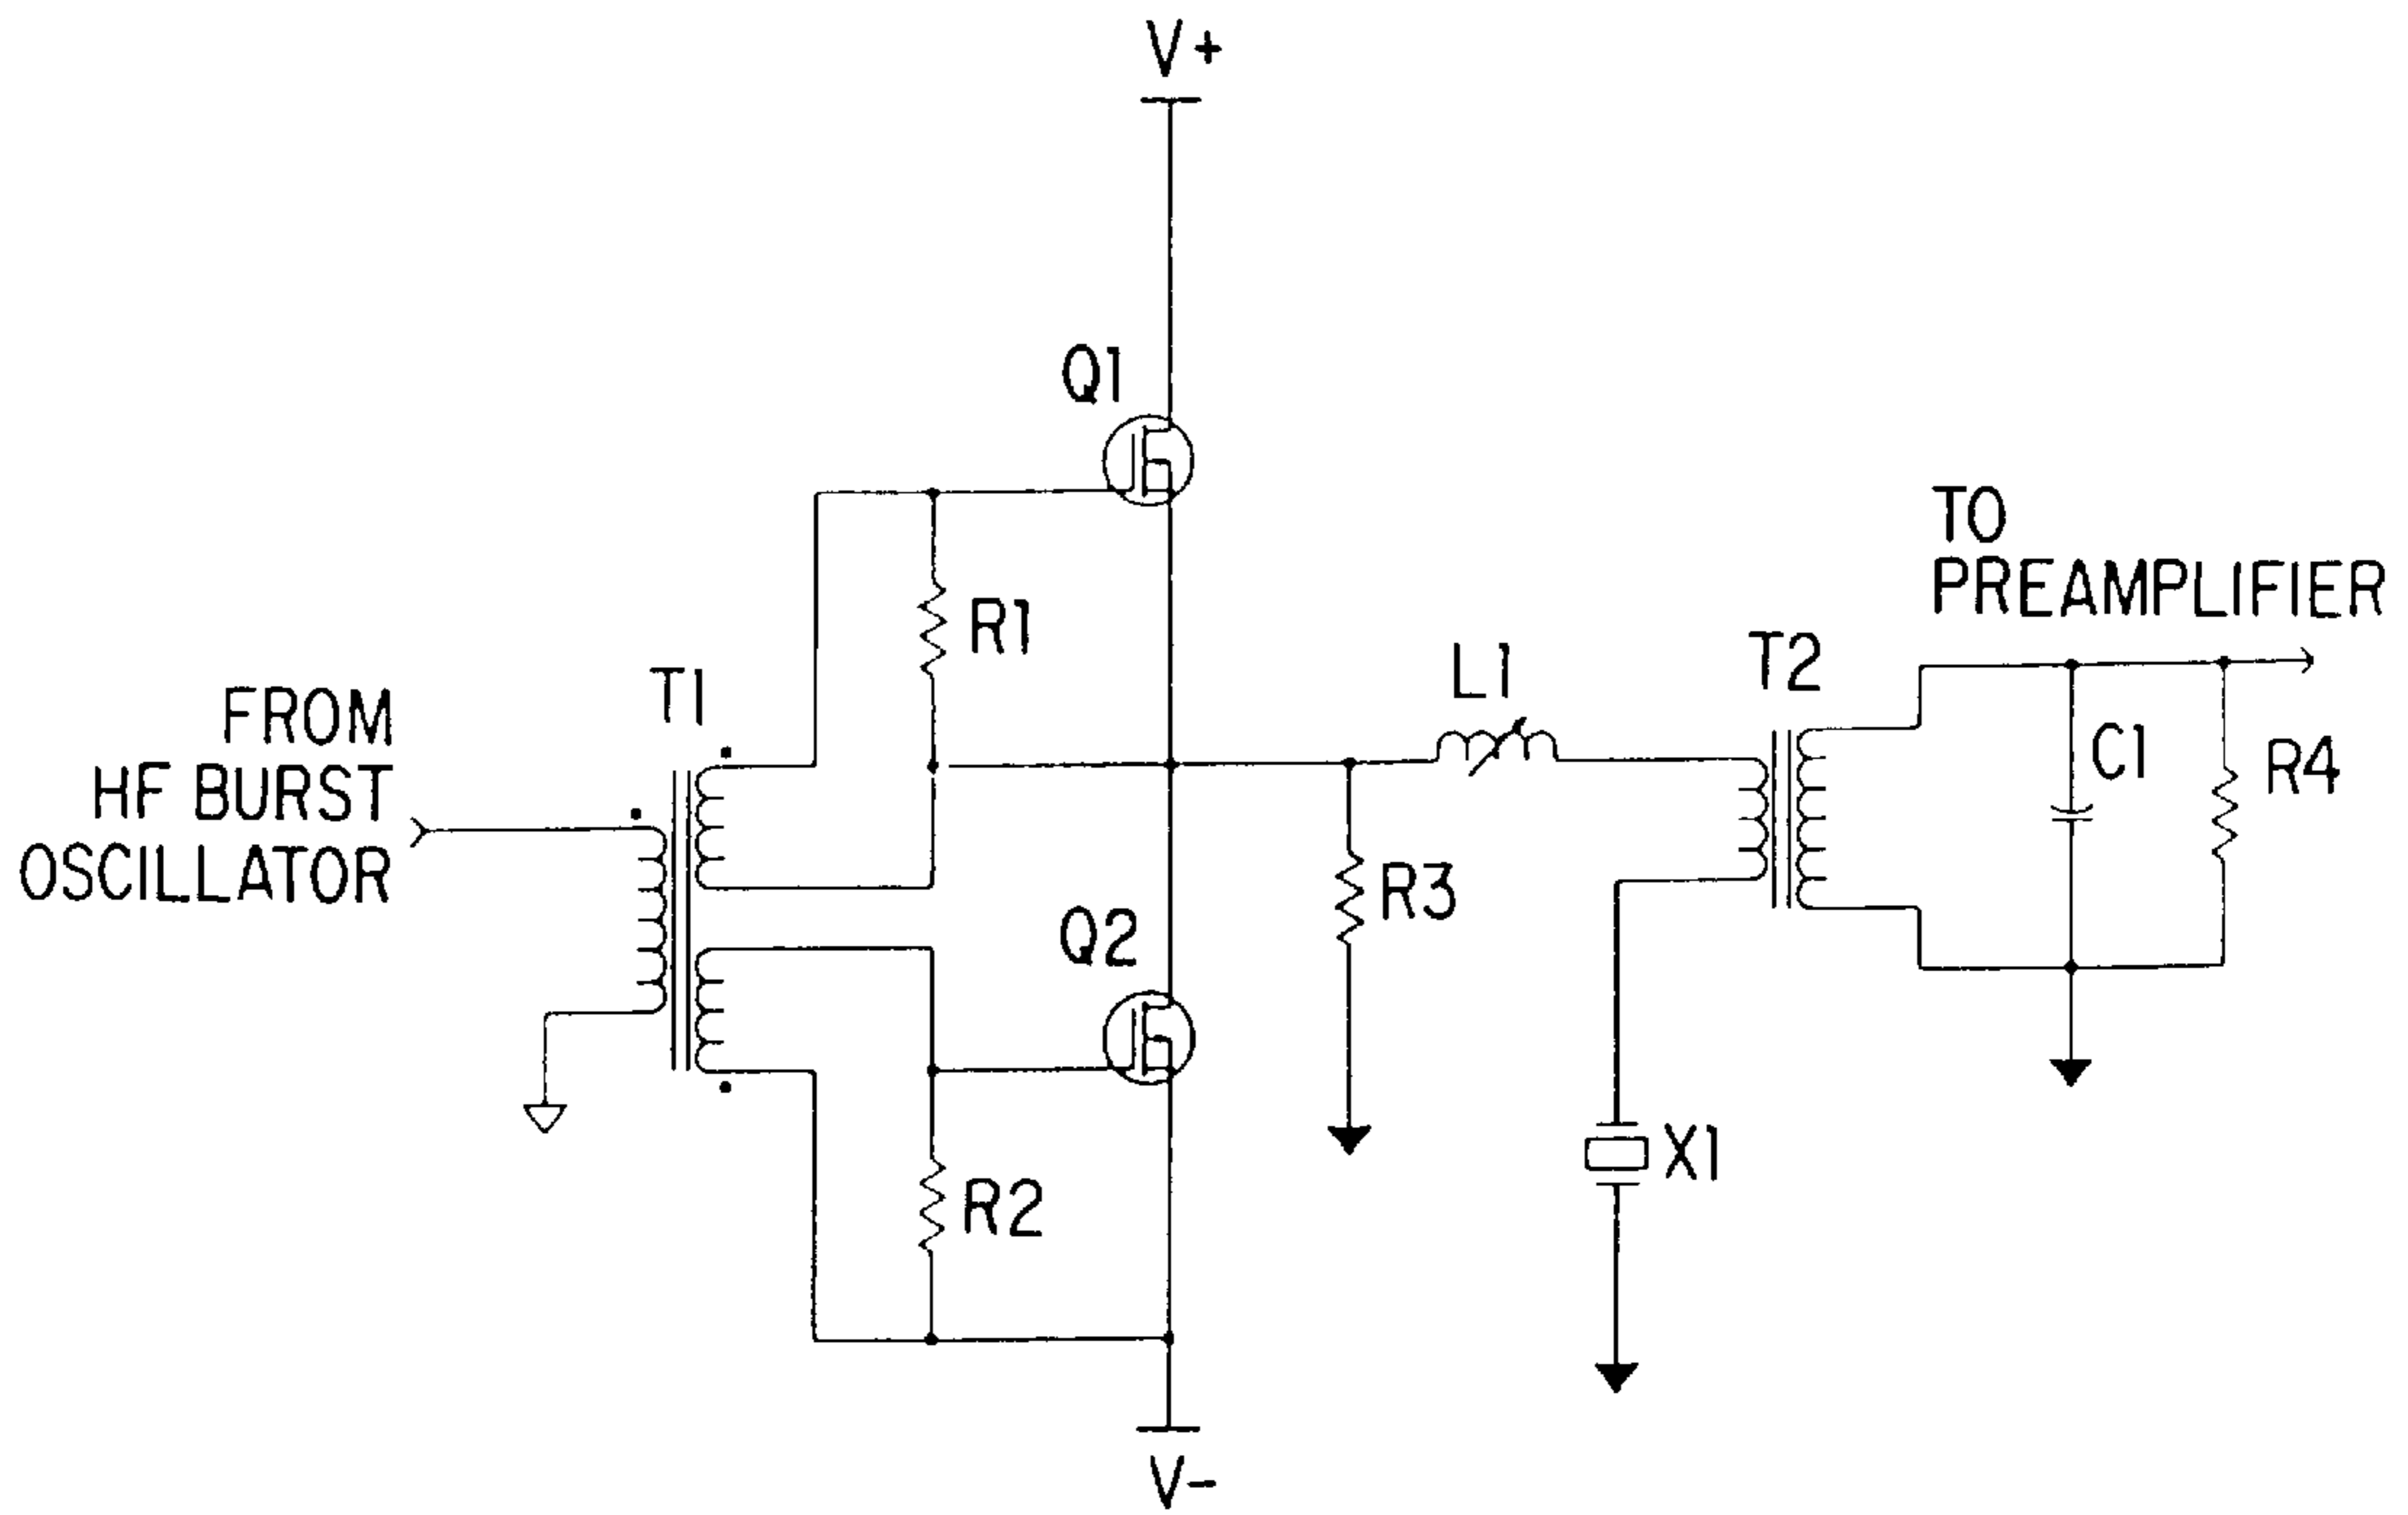 V+
Q1
TO
PREAMPLIFIER
R1
T2
L1
T1
FROM
HF BURST
OSCILLATOR
C1
R4
R3
Q2
X1
R2
V-